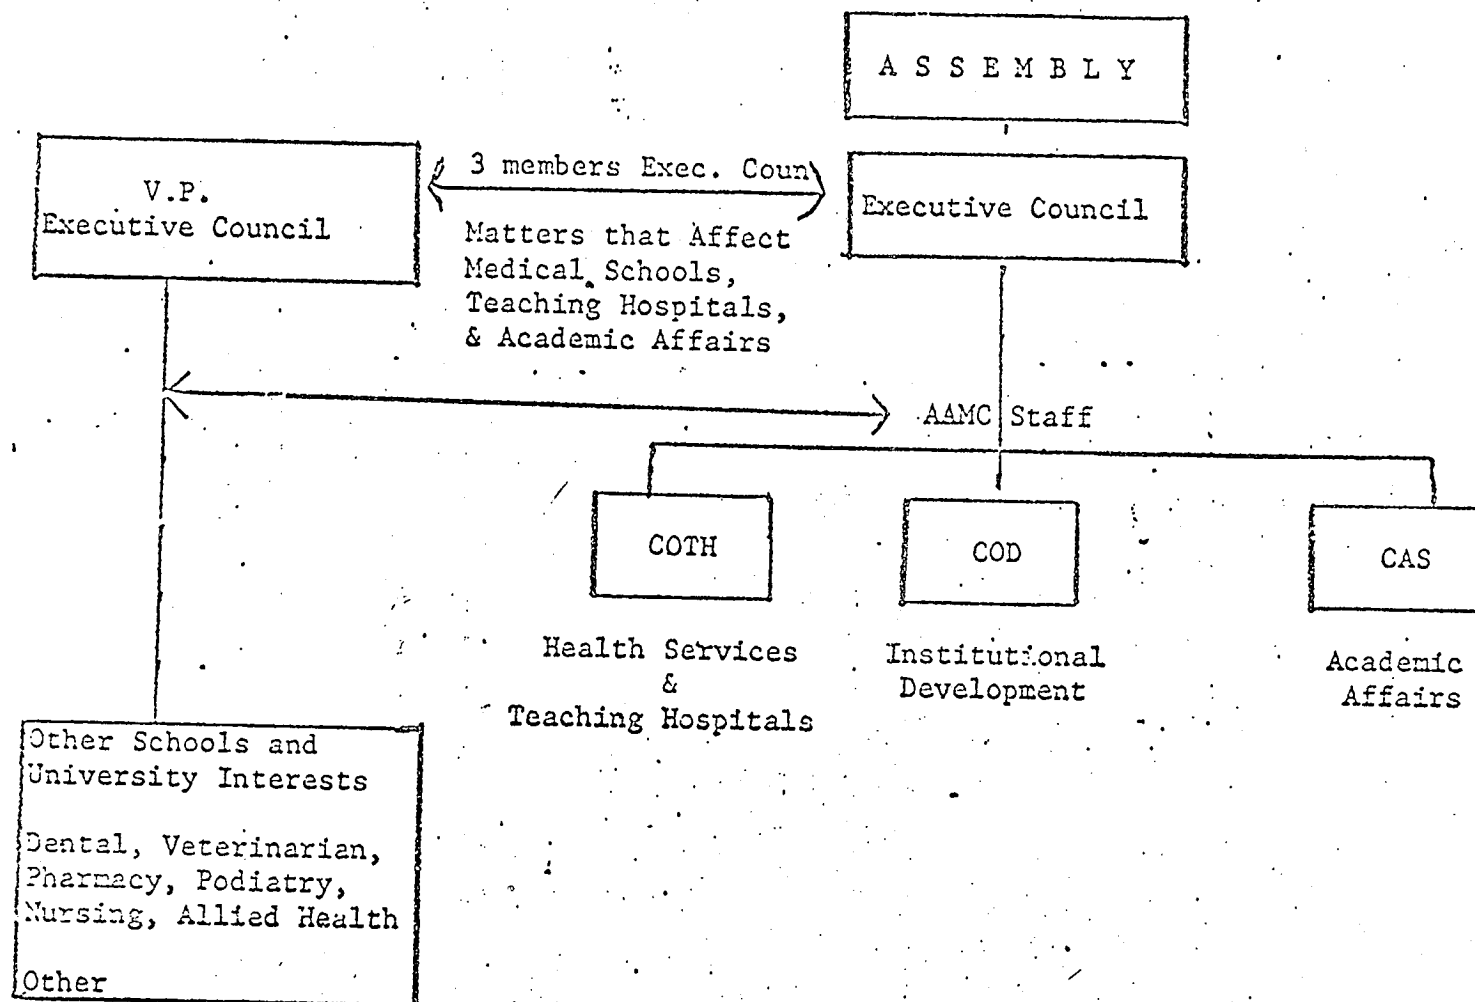 A S S E M B L Y
V.P.
Executive Council
3 members Exec. Coun
Matters that Affect
Medical Schools,
Teaching Hospitals,
& Academic Affairs
Executive Council
AAMC Staff
COTH
COD
CAS
Health Services
&
Teaching Hospitals
Institutional
Development
Academic
Affairs
Other Schools and
University Interests
Dental, Veterinarian,
Pharmacy, Podiatry,
Nursing, Allied Health
Other